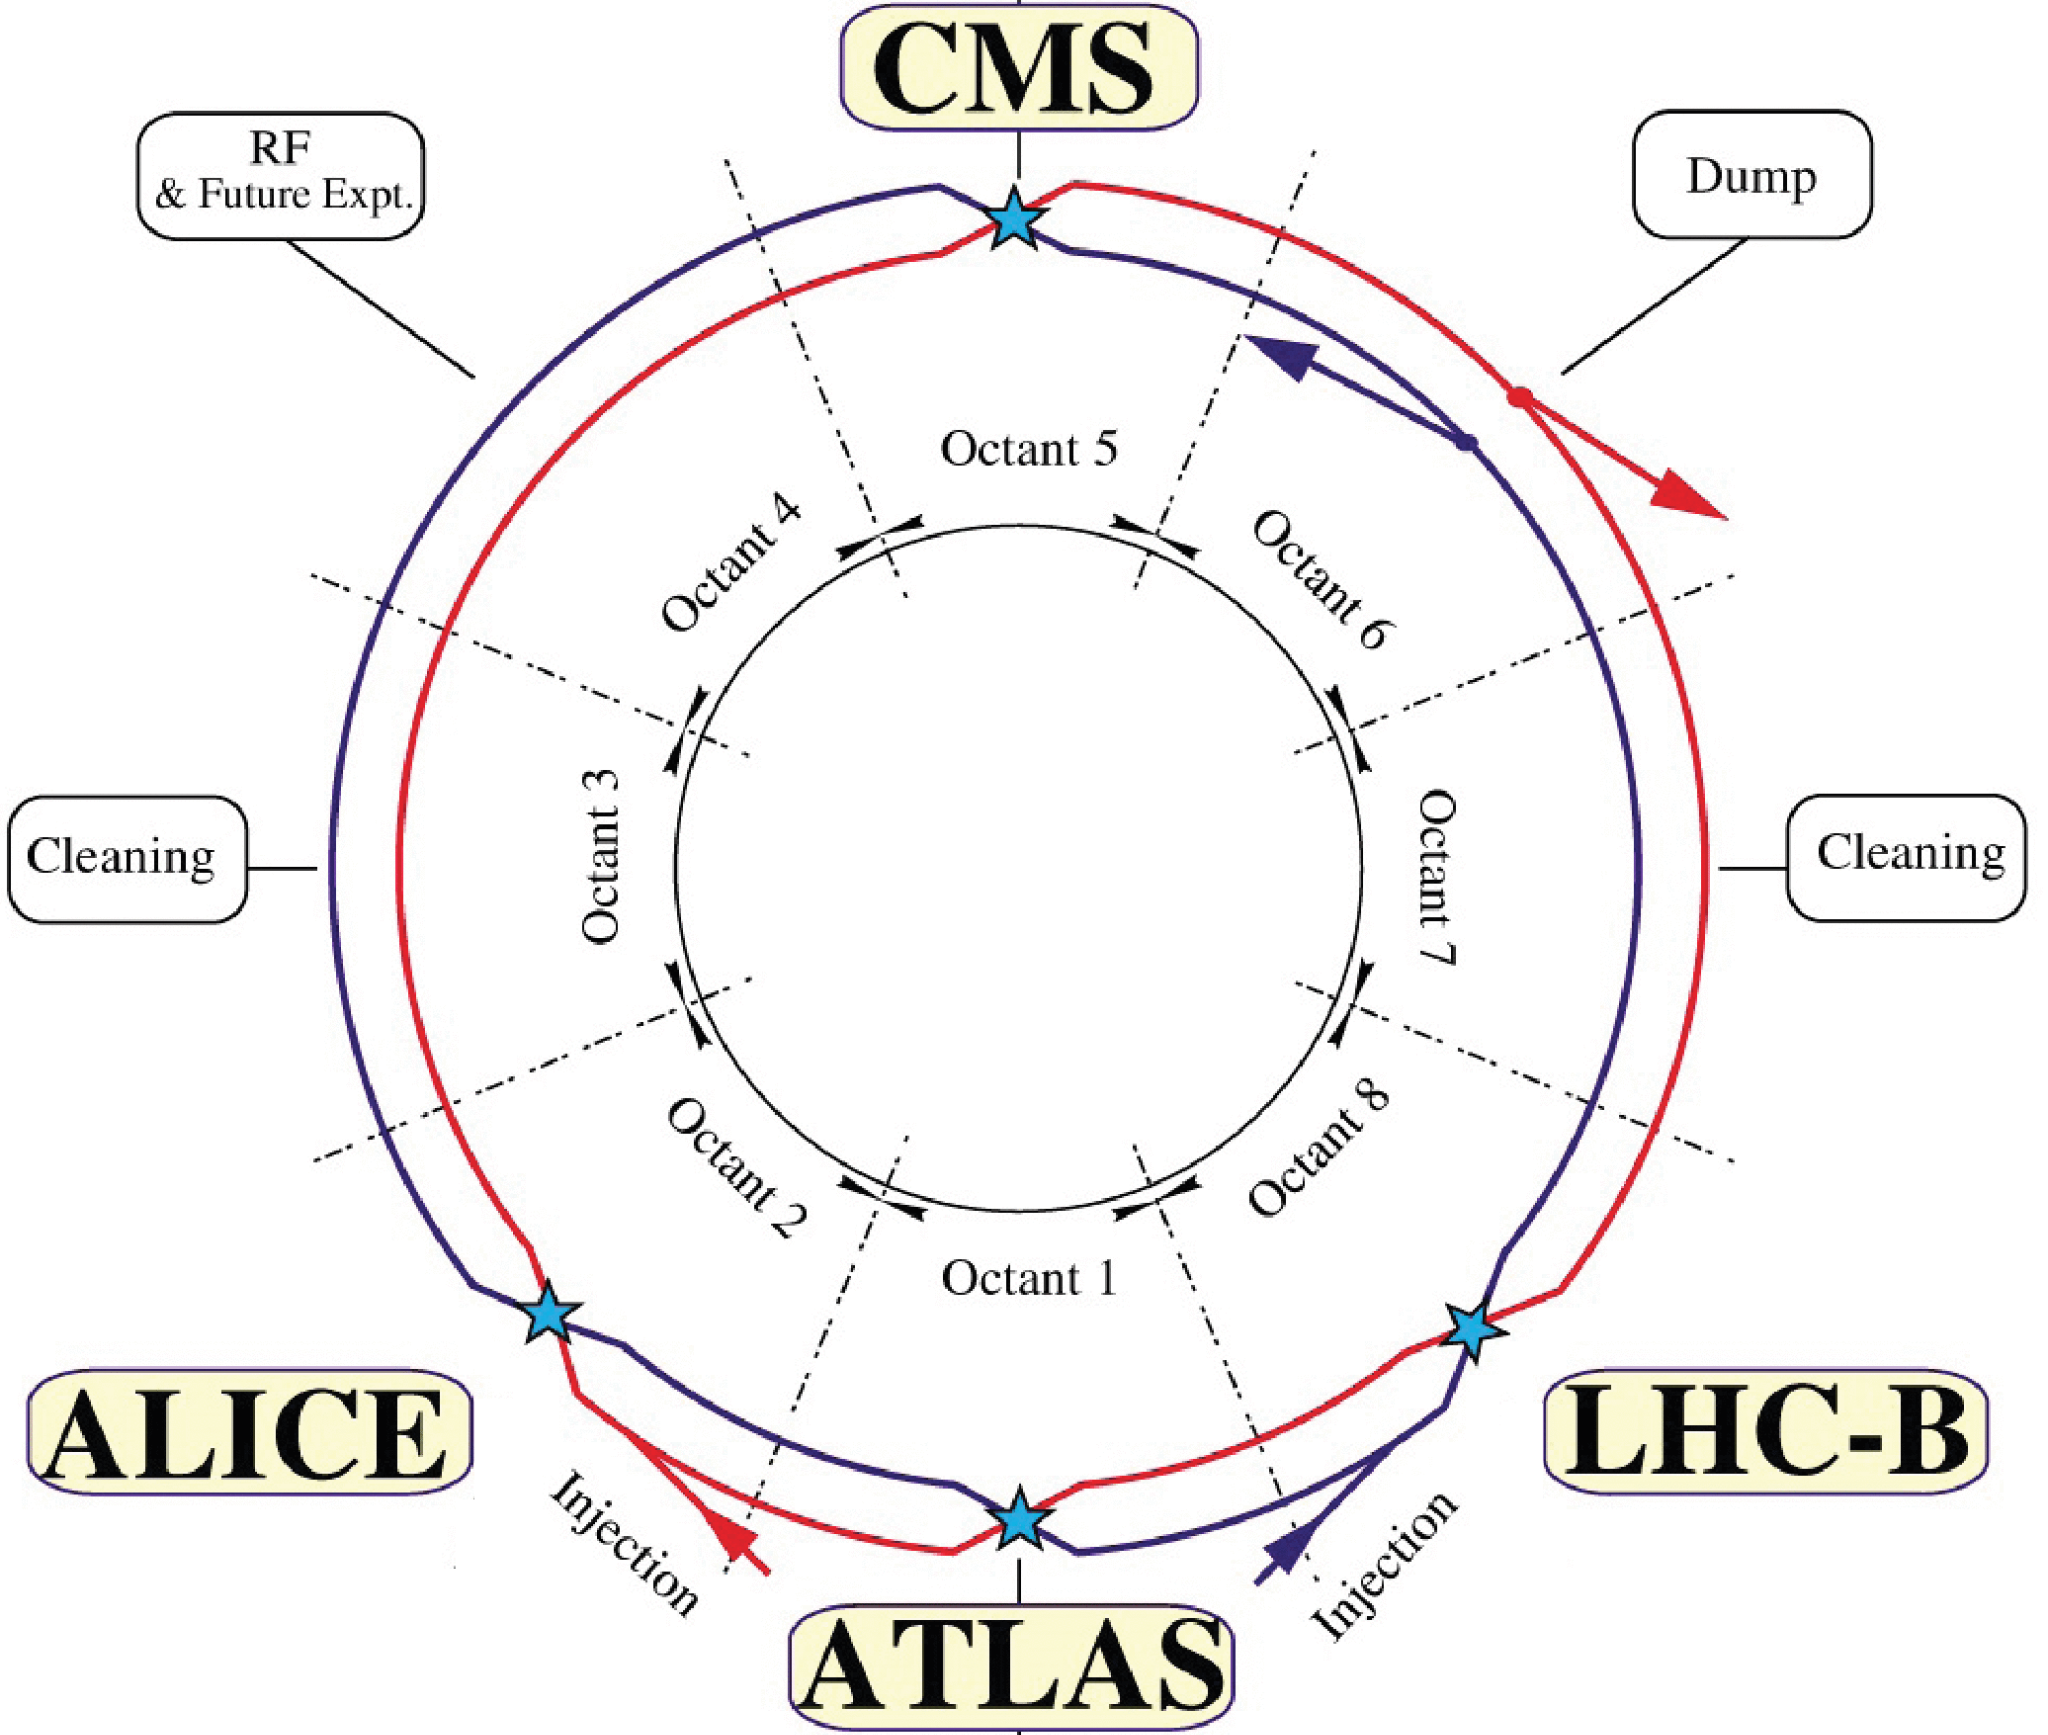 CMS
RF
& Future Expt.
Dump
Octant 5
Octant 4
Octant 6
Cleaning
Octant 3
Octant 7
Cleaning
Octant 2
Octant 8
Octant 1
ALICE
LHC-B
Injection
Injection
ATLAS